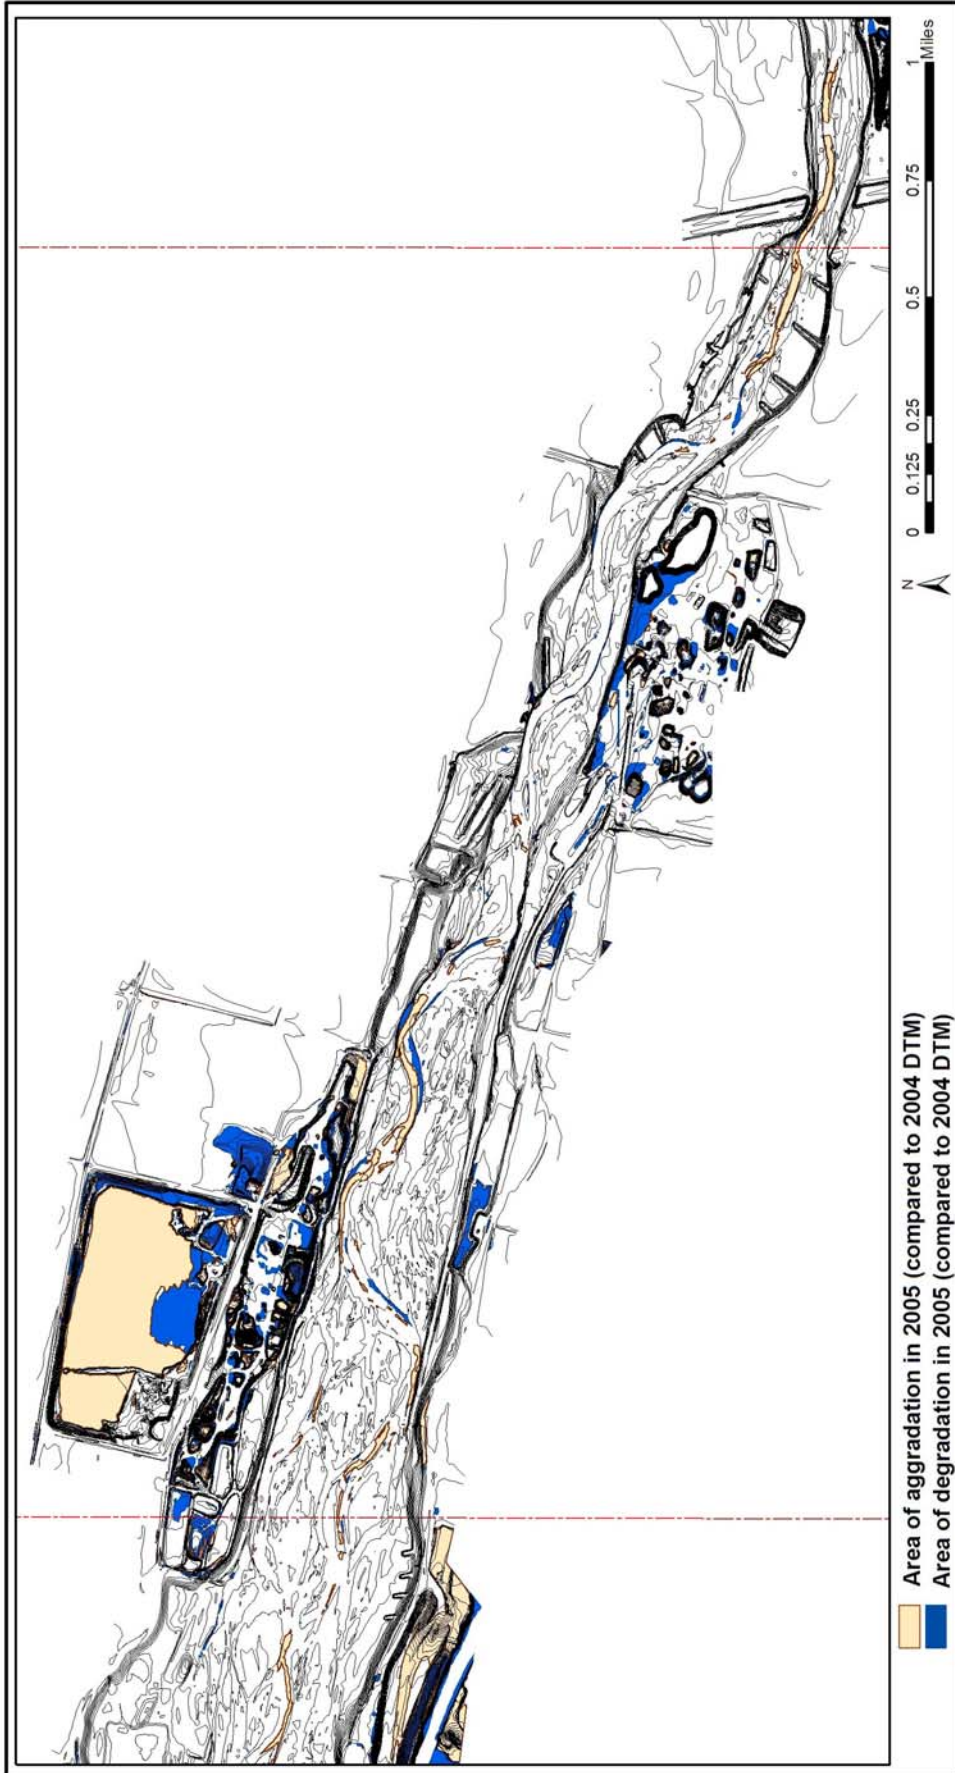 Area of aggradation in 2005 (compared to 2004 DTM)
Area of degradation in 2005 (compared to 2004 DTM)
N
0 0.125 0.25 0.5 0.75 1
Miles